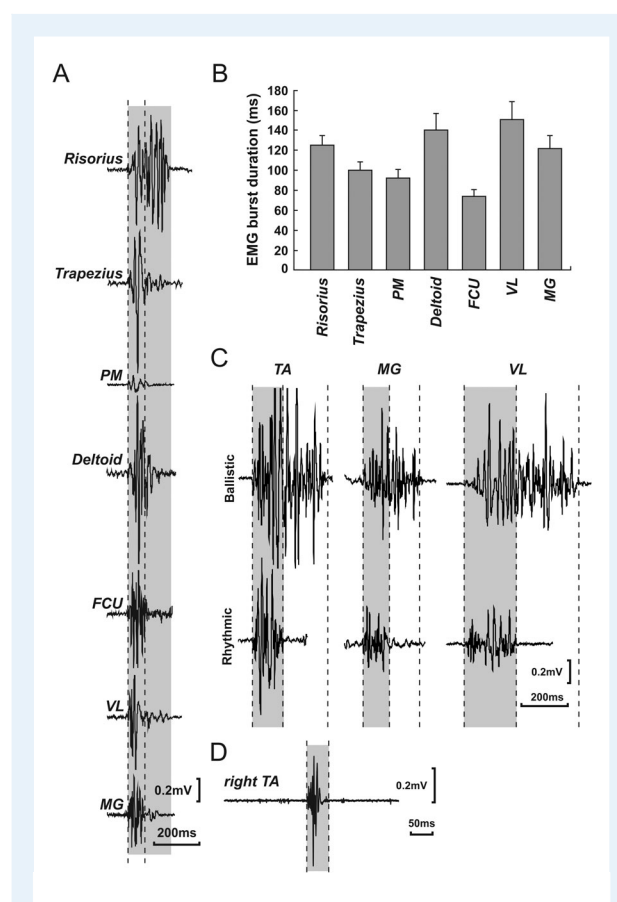 A
Risorius
Trapezius
PM
Deltoid
FCU
VL
MG
0.2mV
200ms
B
EMG burst duration (ms)
180
160
140
120
100
80
60
40
20
0
Risorius
Trapezius
PM
Deltoid
FCU
VL
MG
C
TA MG VL
Ballistic
Rhythmic
0.2mV
200ms
D
right TA
0.2mV
50ms